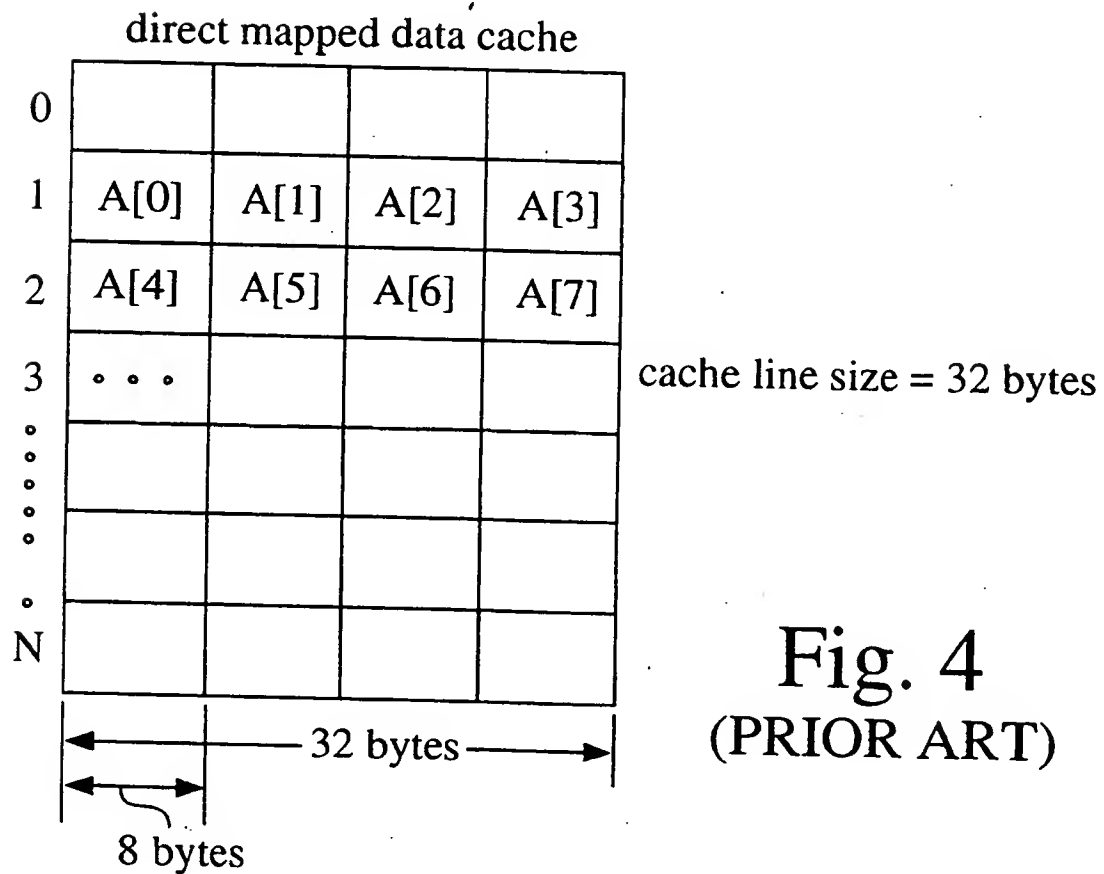 direct mapped data cache
0
1 A[0] A[1] A[2] A[3]
2 A[4] A[5] A[6] A[7]
3 ∘ ∘ ∘
cache line size = 32 bytes
N
32 bytes
8 bytes
Fig. 4
(PRIOR ART)